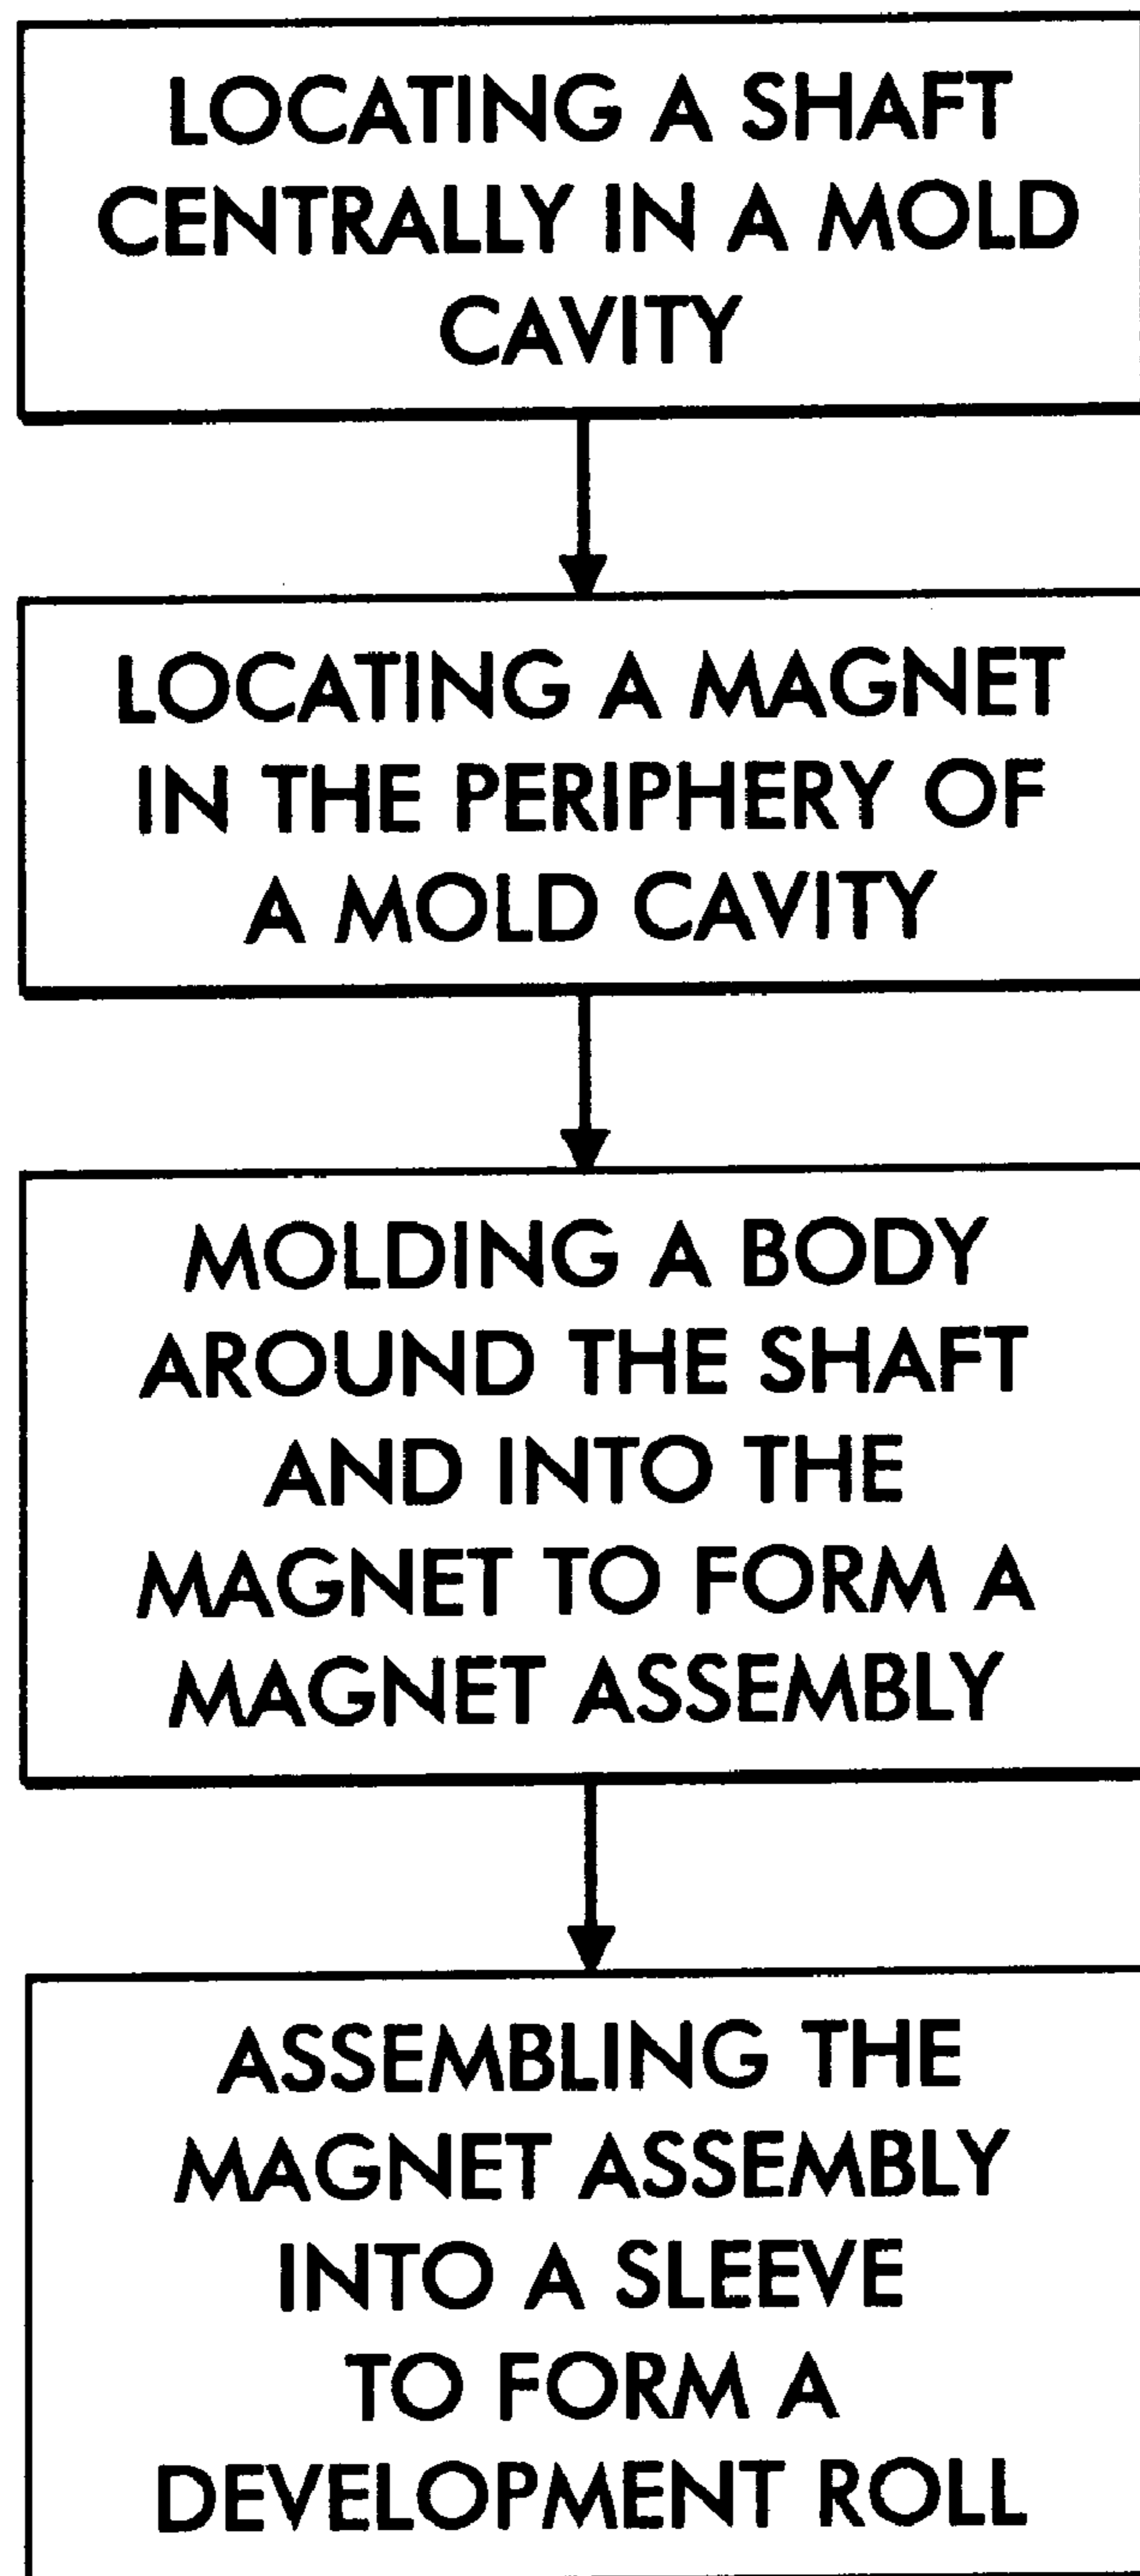 LOCATING A SHAFT
CENTRALLY IN A MOLD
CAVITY
LOCATING A MAGNET
IN THE PERIPHERY OF
A MOLD CAVITY
MOLDING A BODY
AROUND THE SHAFT
AND INTO THE
MAGNET TO FORM A
MAGNET ASSEMBLY
ASSEMBLING THE
MAGNET ASSEMBLY
INTO A SLEEVE
TO FORM A
DEVELOPMENT ROLL